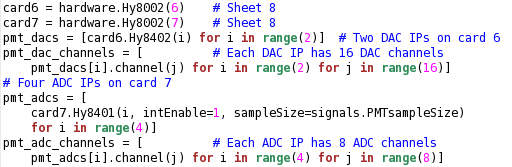 card6 = hardware.Hy8002(6)    # Sheet 8
card7 = hardware.Hy8002(7)    # Sheet 8
pmt_dacs = [card6.Hy8402(i) for i in range(2)]  # Two DAC IPs on card 6
pmt_dac_channels = [          # Each DAC IP has 16 DAC channels
    pmt_dacs[i].channel(j) for i in range(2) for j in range(16)]
# Four ADC IPs on card 7
pmt_adcs = [
    card7.Hy8401(i, intEnable=1, sampleSize=signals.PMTsampleSize)
    for i in range(4)]
pmt_adc_channels = [          # Each ADC IP has 8 ADC channels
    pmt_adcs[i].channel(j) for i in range(4) for j in range(8)]